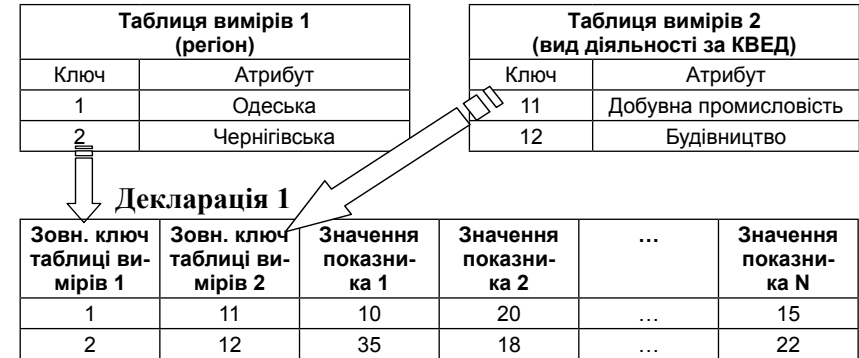 Таблиця вимірів 1
(регіон)
Ключ Атрибут
1 Одеська
2 Чернігівська
Таблиця вимірів 2
(вид діяльності за КВЕД)
Ключ Атрибут
11 Добувна промисловість
12 Будівництво
Декларація 1
Зовн. ключ Зовн. ключ Значення Значення … Значення
таблиці ви- таблиці ви- показни- показни- показни-
мірів 1 мірів 2 ка 1 ка 2 ка N
1 11 10 20 … 15
2 12 35 18 … 22